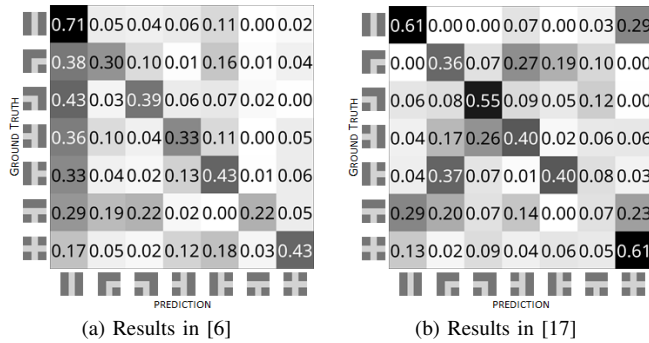 0.71 0.05 0.04 0.06 0.11 0.00 0.02
0.38 0.30 0.10 0.01 0.16 0.01 0.04
0.43 0.03 0.39 0.06 0.07 0.02 0.00
0.36 0.10 0.04 0.33 0.11 0.00 0.05
0.33 0.04 0.02 0.13 0.43 0.01 0.06
0.29 0.19 0.22 0.02 0.00 0.22 0.05
0.17 0.05 0.02 0.12 0.18 0.03 0.43
GROUND TRUTH
PREDICTION
(a) Results in [6]
0.61 0.00 0.00 0.07 0.00 0.03 0.29
0.00 0.36 0.07 0.27 0.19 0.10 0.00
0.06 0.08 0.55 0.09 0.05 0.12 0.00
0.04 0.17 0.26 0.40 0.02 0.06 0.06
0.04 0.37 0.07 0.01 0.40 0.08 0.03
0.29 0.20 0.07 0.14 0.00 0.07 0.23
0.13 0.02 0.09 0.04 0.06 0.05 0.61
GROUND TRUTH
PREDICTION
(b) Results in [17]